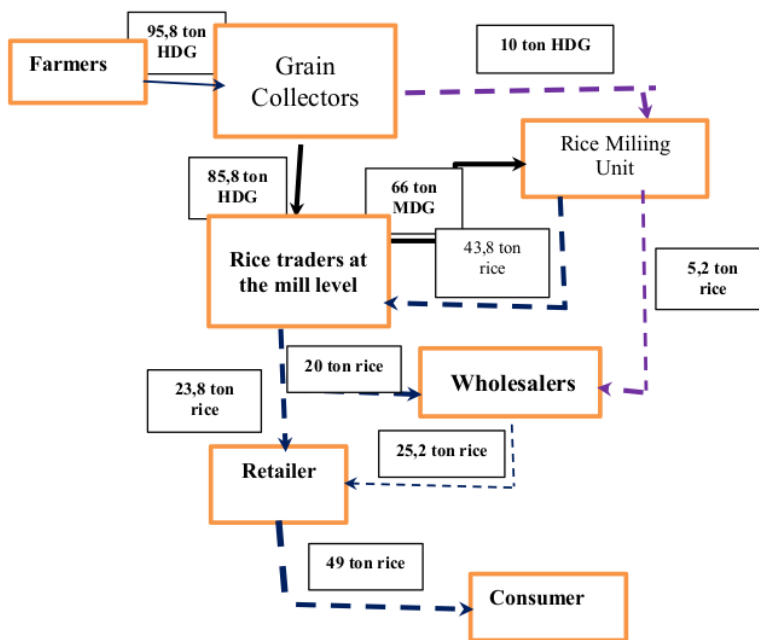 95,8 ton
HDG
10 ton HDG
Farmers
Grain
Collectors
Rice Miliing
Unit
85,8 ton
HDG
66 ton
MDG
43,8 ton
rice
Rice traders at
the mill level
5,2 ton
rice
20 ton rice
Wholesalers
23,8 ton
rice
25,2 ton rice
Retailer
49 ton rice
Consumer